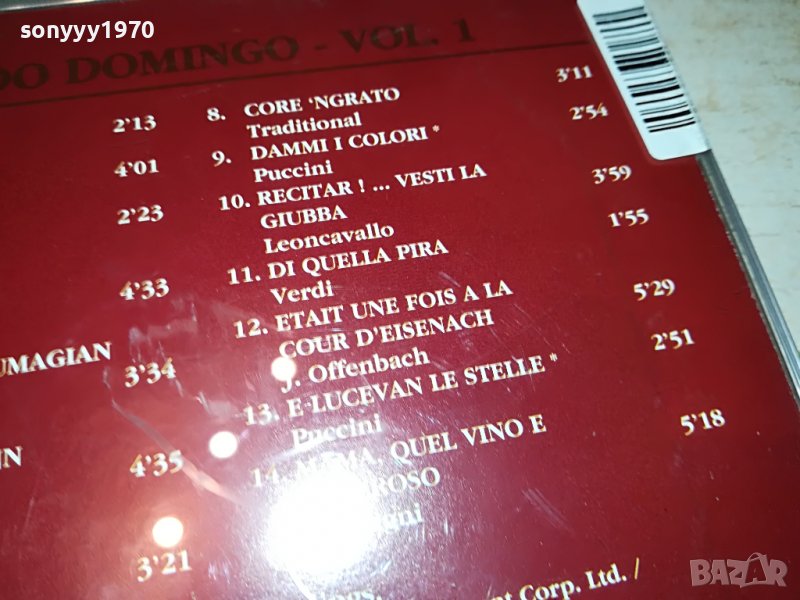 sonyyy1970
DO DOMINGO - VOL. 1
2'13
4'01
2'23
4'33
UMAGIAN
3'34
4'35
3'21
8. CORE 'NGRATO 3'11
Traditional
9. DAMMI I COLORI * 2'54
Puccini
10. RECITAR ! ... VESTI LA 3'59
GIUBBA
Leoncavallo
11. DI QUELLA PIRA 1'55
Verdi
12. ETAIT UNE FOIS A LA 5'29
COUR D'EISENACH
J. Offenbach
13. E LUCEVAN LE STELLE * 2'51
Puccini
14. QUEL VINO E 5'18
Corp. Ltd. /
BAZAR